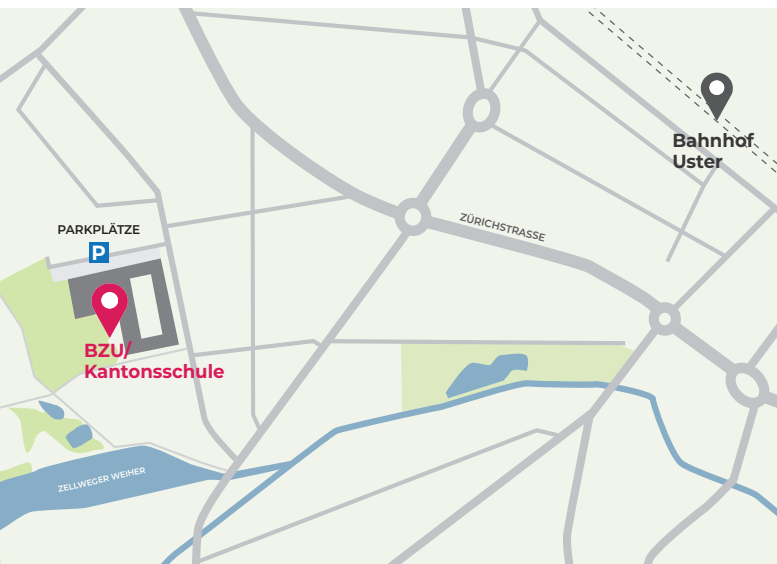 Bahnhof
Uster
ZÜRICHSTRASSE
PARKPLÄTZE
P
BZU/
Kantonsschule
ZELLWEGER WEIHER